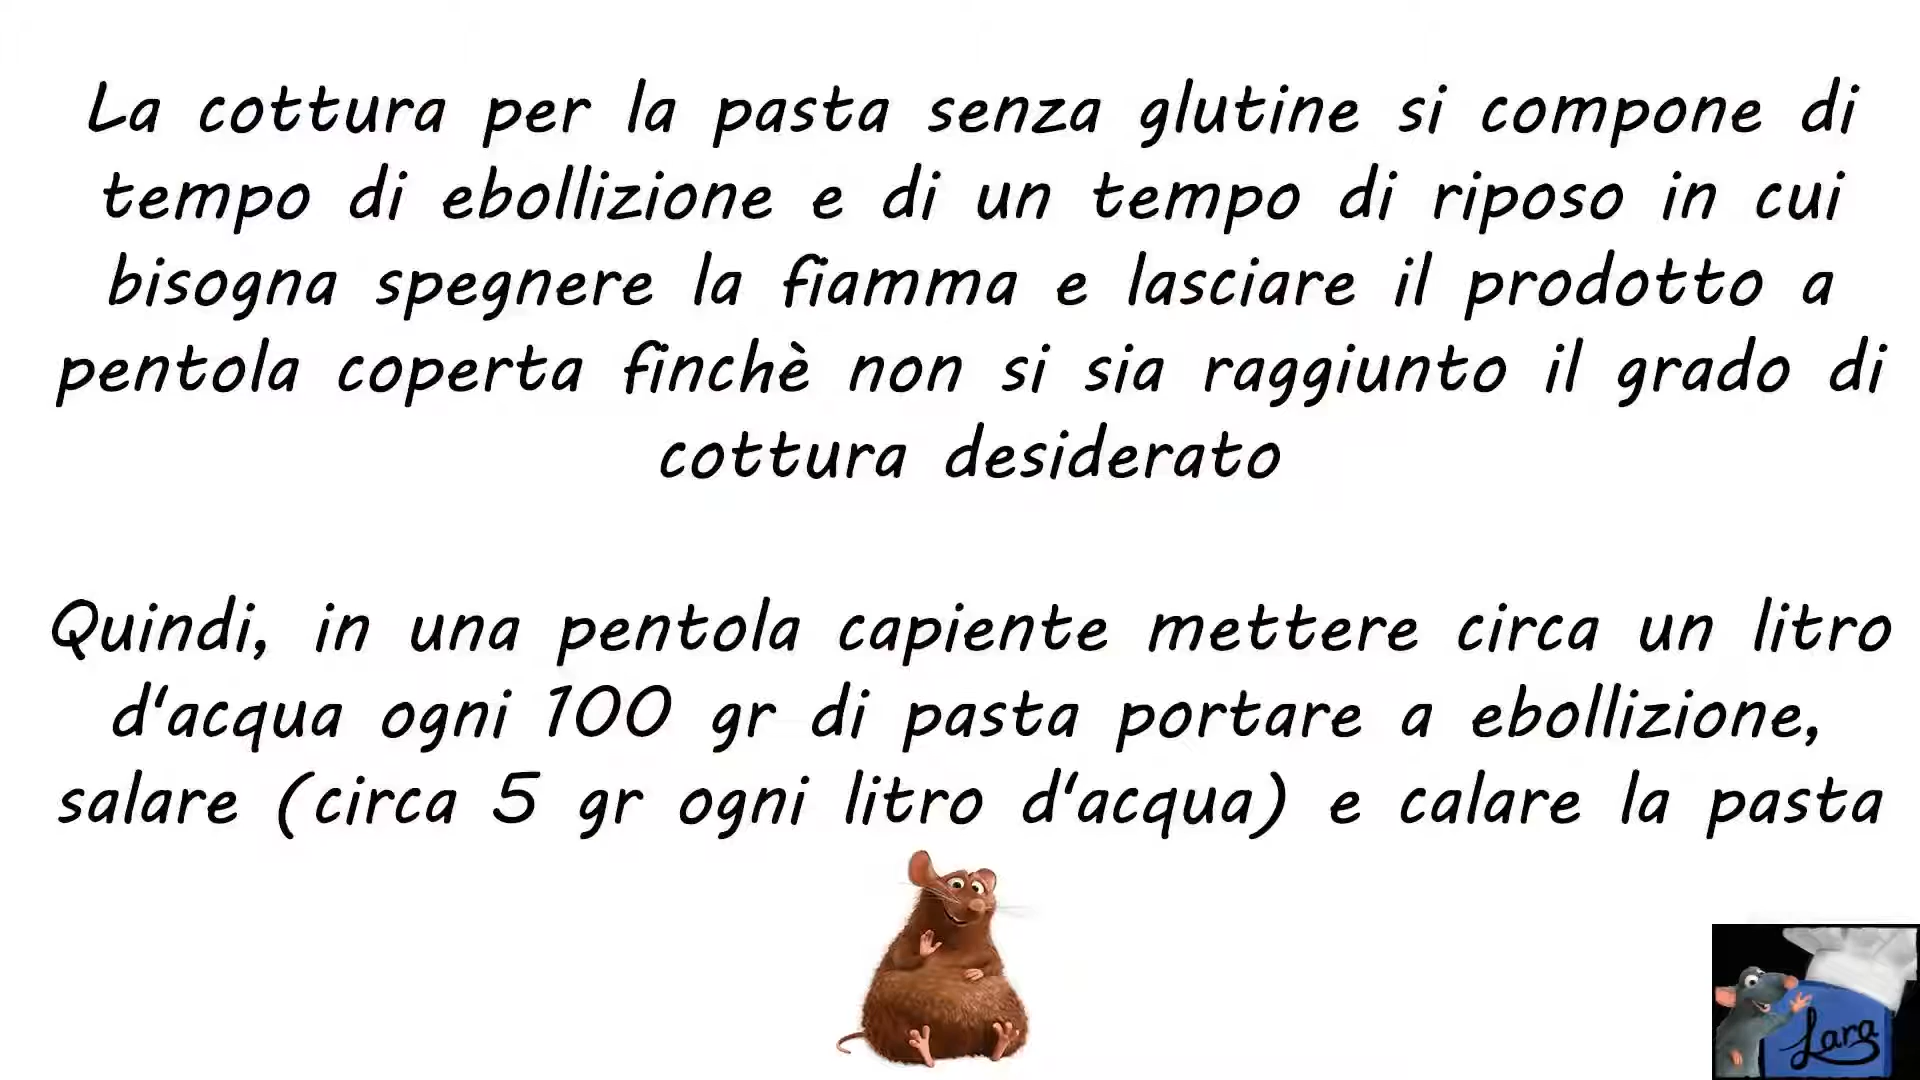 La cottura per la pasta senza glutine si compone di
tempo di ebollizione e di un tempo di riposo in cui
bisogna spegnere la fiamma e lasciare il prodotto a
pentola coperta finchè non si sia raggiunto il grado di
cottura desiderato
Quindi, in una pentola capiente mettere circa un litro
d'acqua ogni 100 gr di pasta portare a ebollizione,
salare (circa 5 gr ogni litro d'acqua) e calare la pasta
Lara